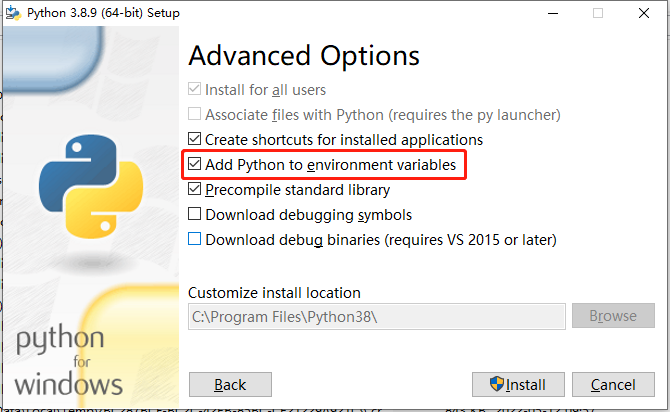 Python 3.8.9 (64-bit) Setup
Advanced Options
Install for all users
Associate files with Python (requires the py launcher)
Create shortcuts for installed applications
Add Python to environment variables
Precompile standard library
Download debugging symbols
Download debug binaries (requires VS 2015 or later)
Customize install location
C:\Program Files\Python38\
Browse
python
for
windows
Back
Install
Cancel